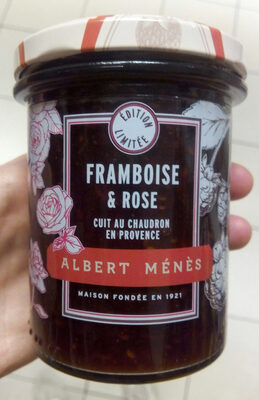 ÉDITION
LIMITÉE
FRAMBOISE
& ROSE
CUIT AU CHAUDRON
EN PROVENCE
ALBERT MÉNÈS
MAISON FONDÉE EN 1921